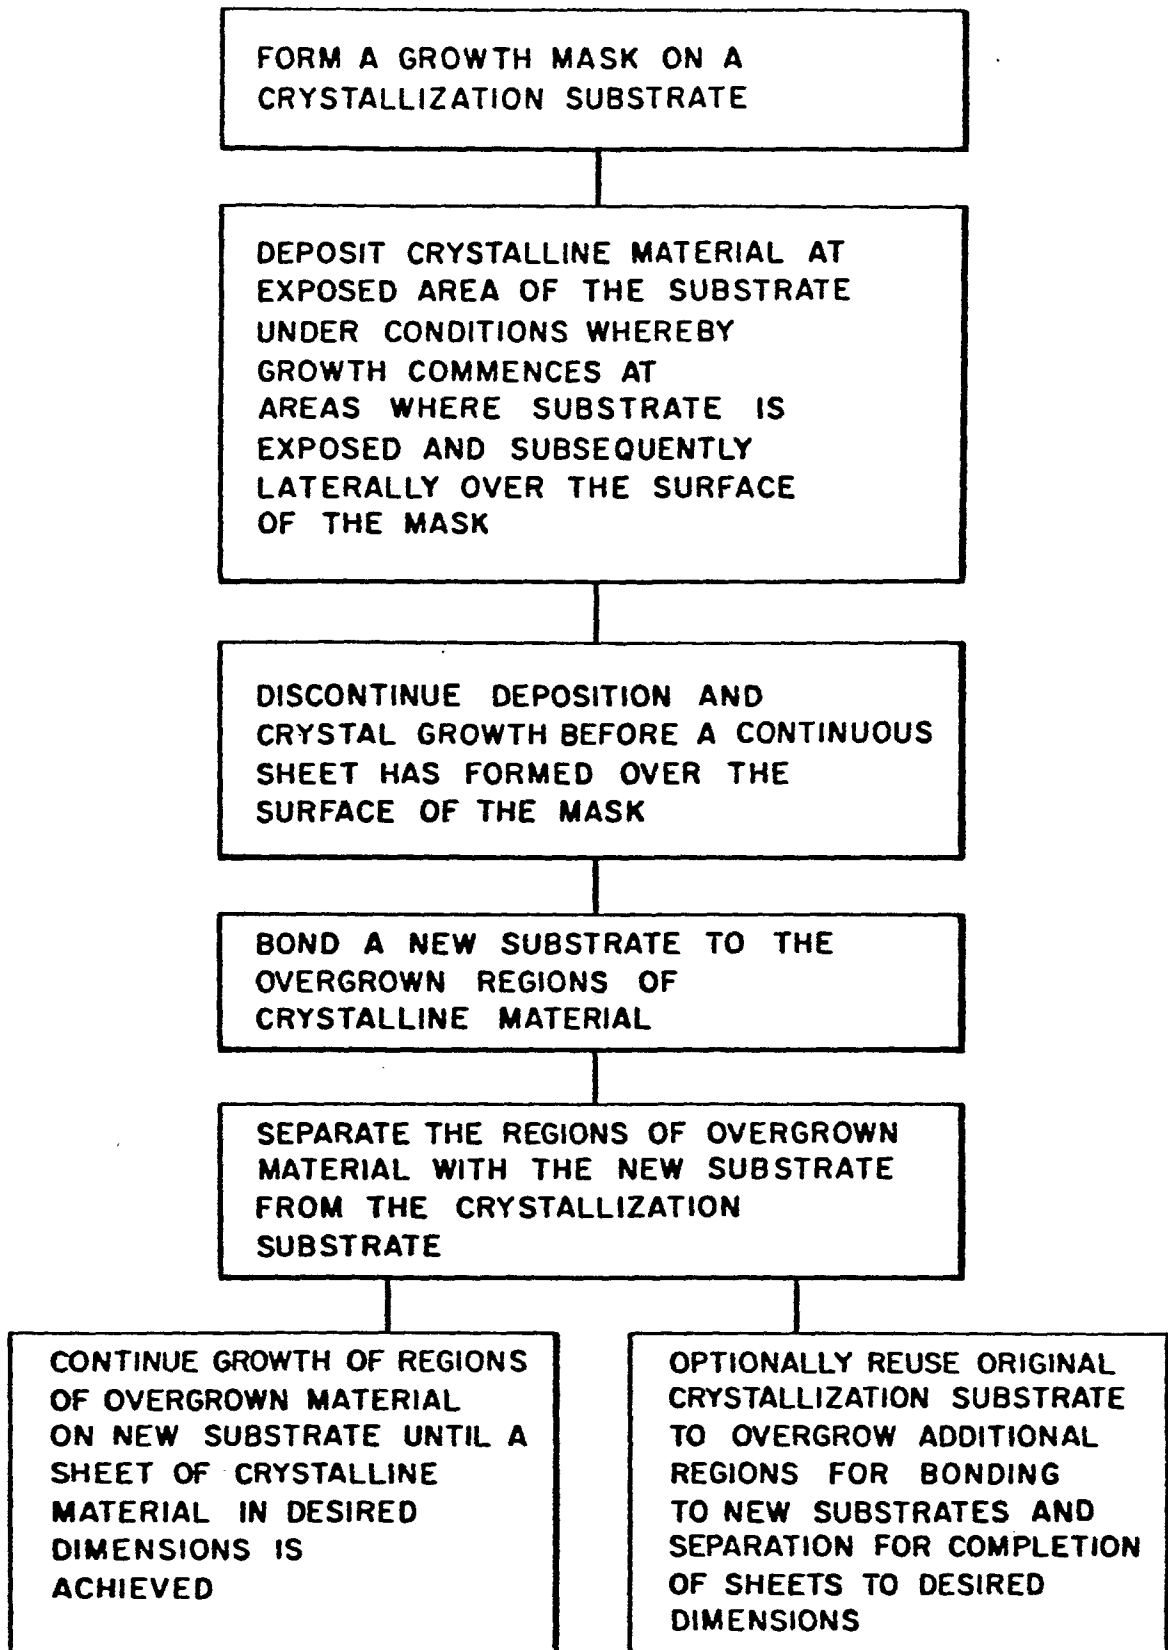 FORM A GROWTH MASK ON A
CRYSTALLIZATION SUBSTRATE
DEPOSIT CRYSTALLINE MATERIAL AT
EXPOSED AREA OF THE SUBSTRATE
UNDER CONDITIONS WHEREBY
GROWTH COMMENCES AT
AREAS WHERE SUBSTRATE IS
EXPOSED AND SUBSEQUENTLY
LATERALLY OVER THE SURFACE
OF THE MASK
DISCONTINUE DEPOSITION AND
CRYSTAL GROWTH BEFORE A CONTINUOUS
SHEET HAS FORMED OVER THE
SURFACE OF THE MASK
BOND A NEW SUBSTRATE TO THE
OVERGROWN REGIONS OF
CRYSTALLINE MATERIAL
SEPARATE THE REGIONS OF OVERGROWN
MATERIAL WITH THE NEW SUBSTRATE
FROM THE CRYSTALLIZATION
SUBSTRATE
CONTINUE GROWTH OF REGIONS
OF OVERGROWN MATERIAL
ON NEW SUBSTRATE UNTIL A
SHEET OF CRYSTALLINE
MATERIAL IN DESIRED
DIMENSIONS IS
ACHIEVED
OPTIONALLY REUSE ORIGINAL
CRYSTALLIZATION SUBSTRATE
TO OVERGROW ADDITIONAL
REGIONS FOR BONDING
TO NEW SUBSTRATES AND
SEPARATION FOR COMPLETION
OF SHEETS TO DESIRED
DIMENSIONS